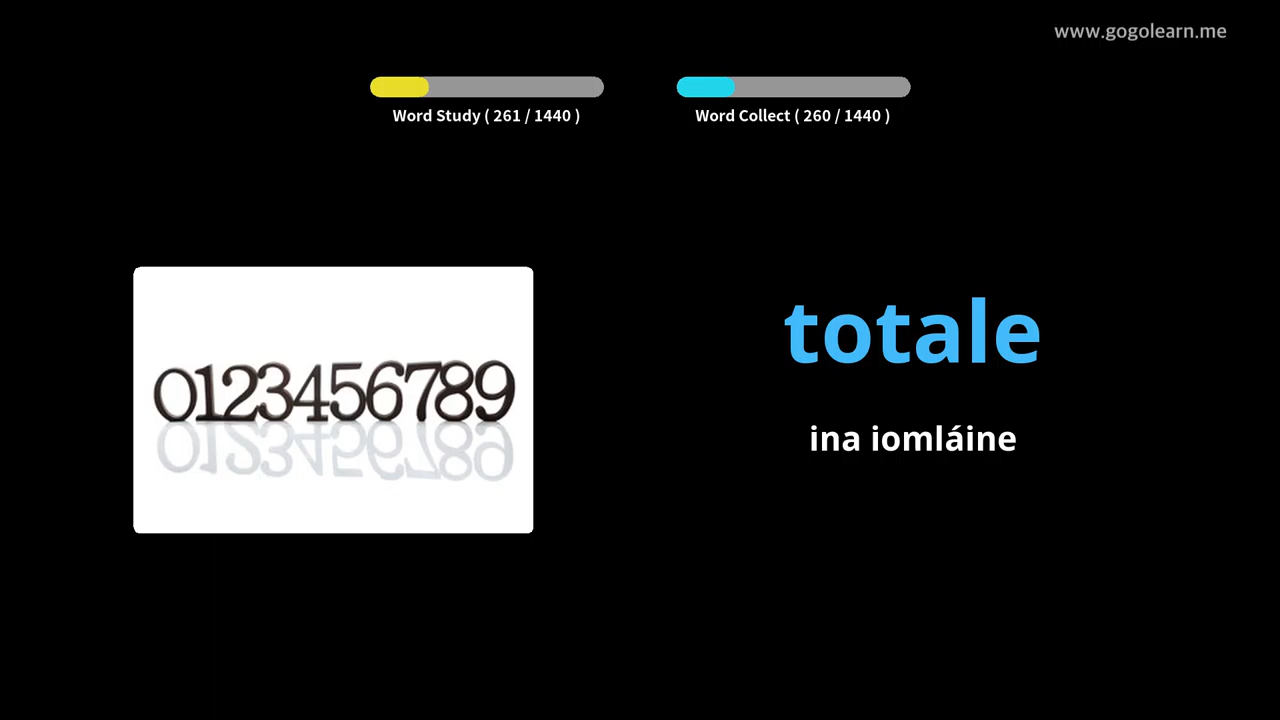 www.gogolearn.me
Word Study ( 261 / 1440 )
Word Collect ( 260 / 1440 )
0123456789
totale
ina iomláine